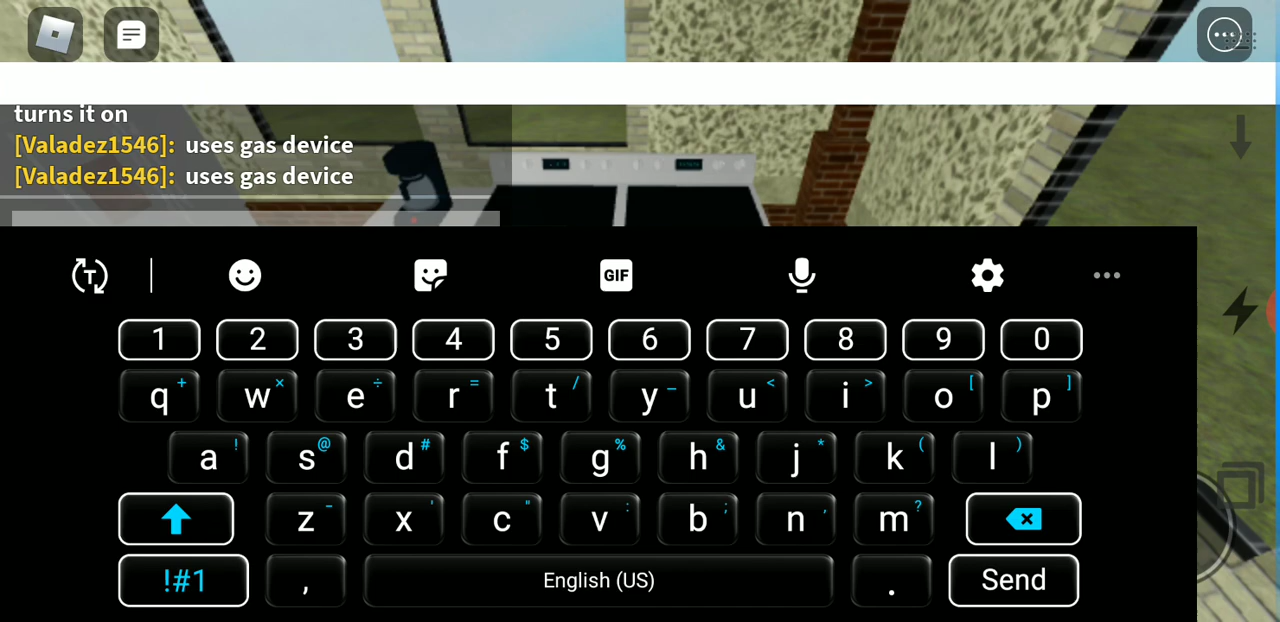 turns it on
[Valadez1546]: uses gas device
[Valadez1546]: uses gas device
T
GIF
1 2 3 4 5 6 7 8 9 0
q + w × e ÷ r = t / y _ u < i > o [ p ]
a ! s @ d # f $ g % h & j * k ( l )
z - x ' c " v : b ; n , m ?
!#1 , English (US) . Send